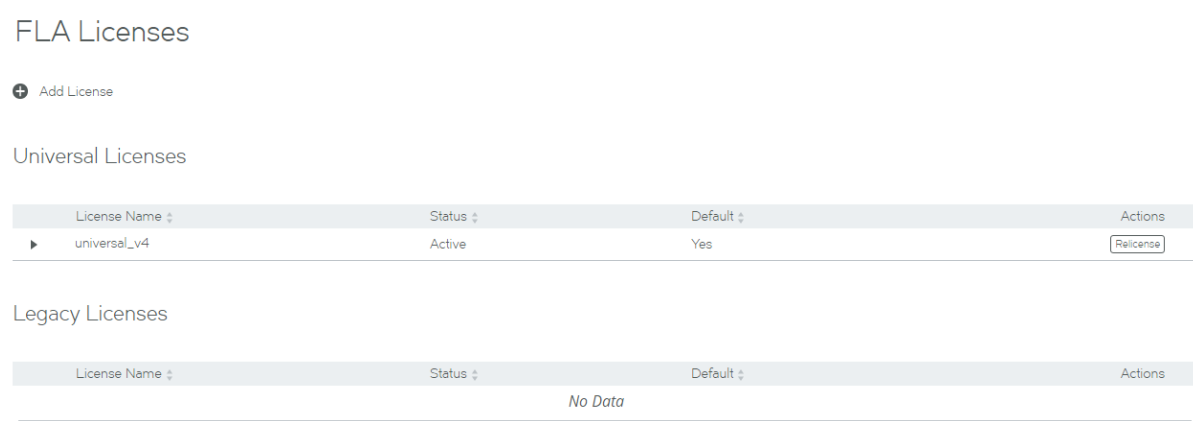 FLA Licenses
Add License
Universal Licenses
License Name Status Default Actions
universal_v4 Active Yes Relicense
Legacy Licenses
License Name Status Default Actions
No Data